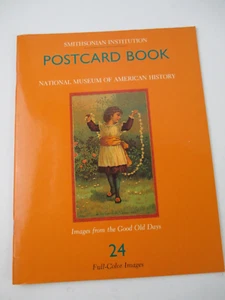 SMITHSONIAN INSTITUTION
POSTCARD BOOK
NATIONAL MUSEUM OF AMERICAN HISTORY
Images from the Good Old Days
24
Full-Color Images